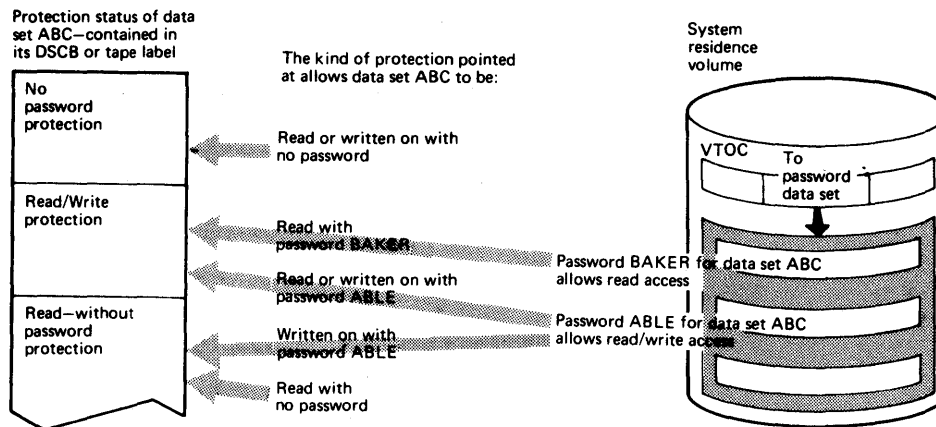 Protection status of data
set ABC—contained in
its DSCB or tape label
No
password
protection
Read/Write
protection
Read—without
password
protection
The kind of protection pointed
at allows data set ABC to be:
Read or written on with
no password
Read with
password BAKER
Read or written on with
password ABLE
Written on with
password ABLE
Read with
no password
Password BAKER for data set ABC
allows read access
Password ABLE for data set ABC
allows read/write access
System
residence
volume
VTOC
To
password
data set